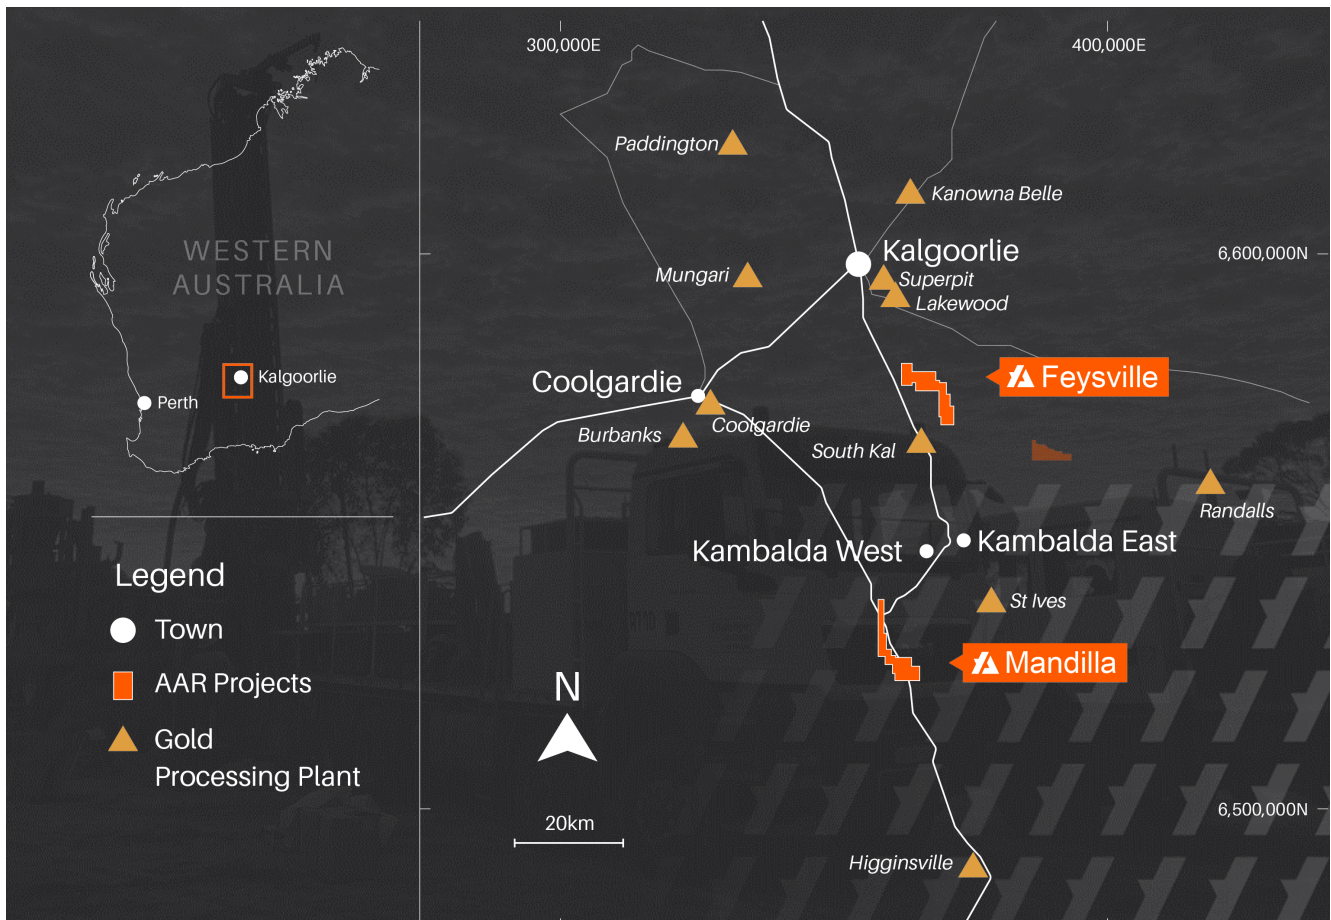 300,000E
400,000E
Paddington
Kanowna Belle
WESTERN
AUSTRALIA
Kalgoorlie
6,600,000N
Mungari
Superpit
Lakewood
Kalgoorlie
Perth
Coolgardie
Feysville
Coolgardie
Burbanks
South Kal
Randalls
Kambalda West
Kambalda East
Legend
St Ives
Town
Mandilla
AAR Projects
N
Gold
Processing Plant
20km
6,500,000N
Higginsville